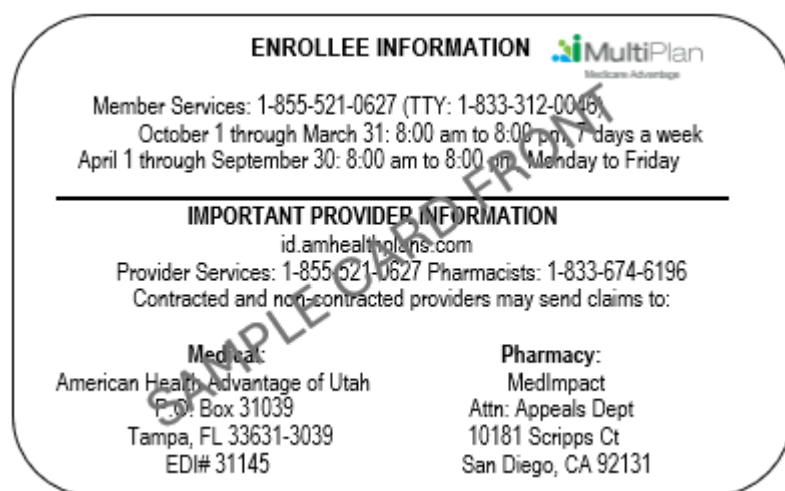 ENROLLEE INFORMATION
MultiPlan
Medicare Advantage
Member Services: 1-855-521-0627 (TTY: 1-833-312-0046)
October 1 through March 31: 8:00 am to 8:00 pm, 7 days a week
April 1 through September 30: 8:00 am to 8:00 pm, Monday to Friday
IMPORTANT PROVIDER INFORMATION
id.amhealthplans.com
Provider Services: 1-855-521-0627 Pharmacists: 1-833-674-6196
Contracted and non-contracted providers may send claims to:
Medical:
American Health Advantage of Utah
P.O. Box 31039
Tampa, FL 33631-3039
EDI# 31145
Pharmacy:
MedImpact
Attn: Appeals Dept
10181 Scripps Ct
San Diego, CA 92131
SAMPLE CARD FRONT